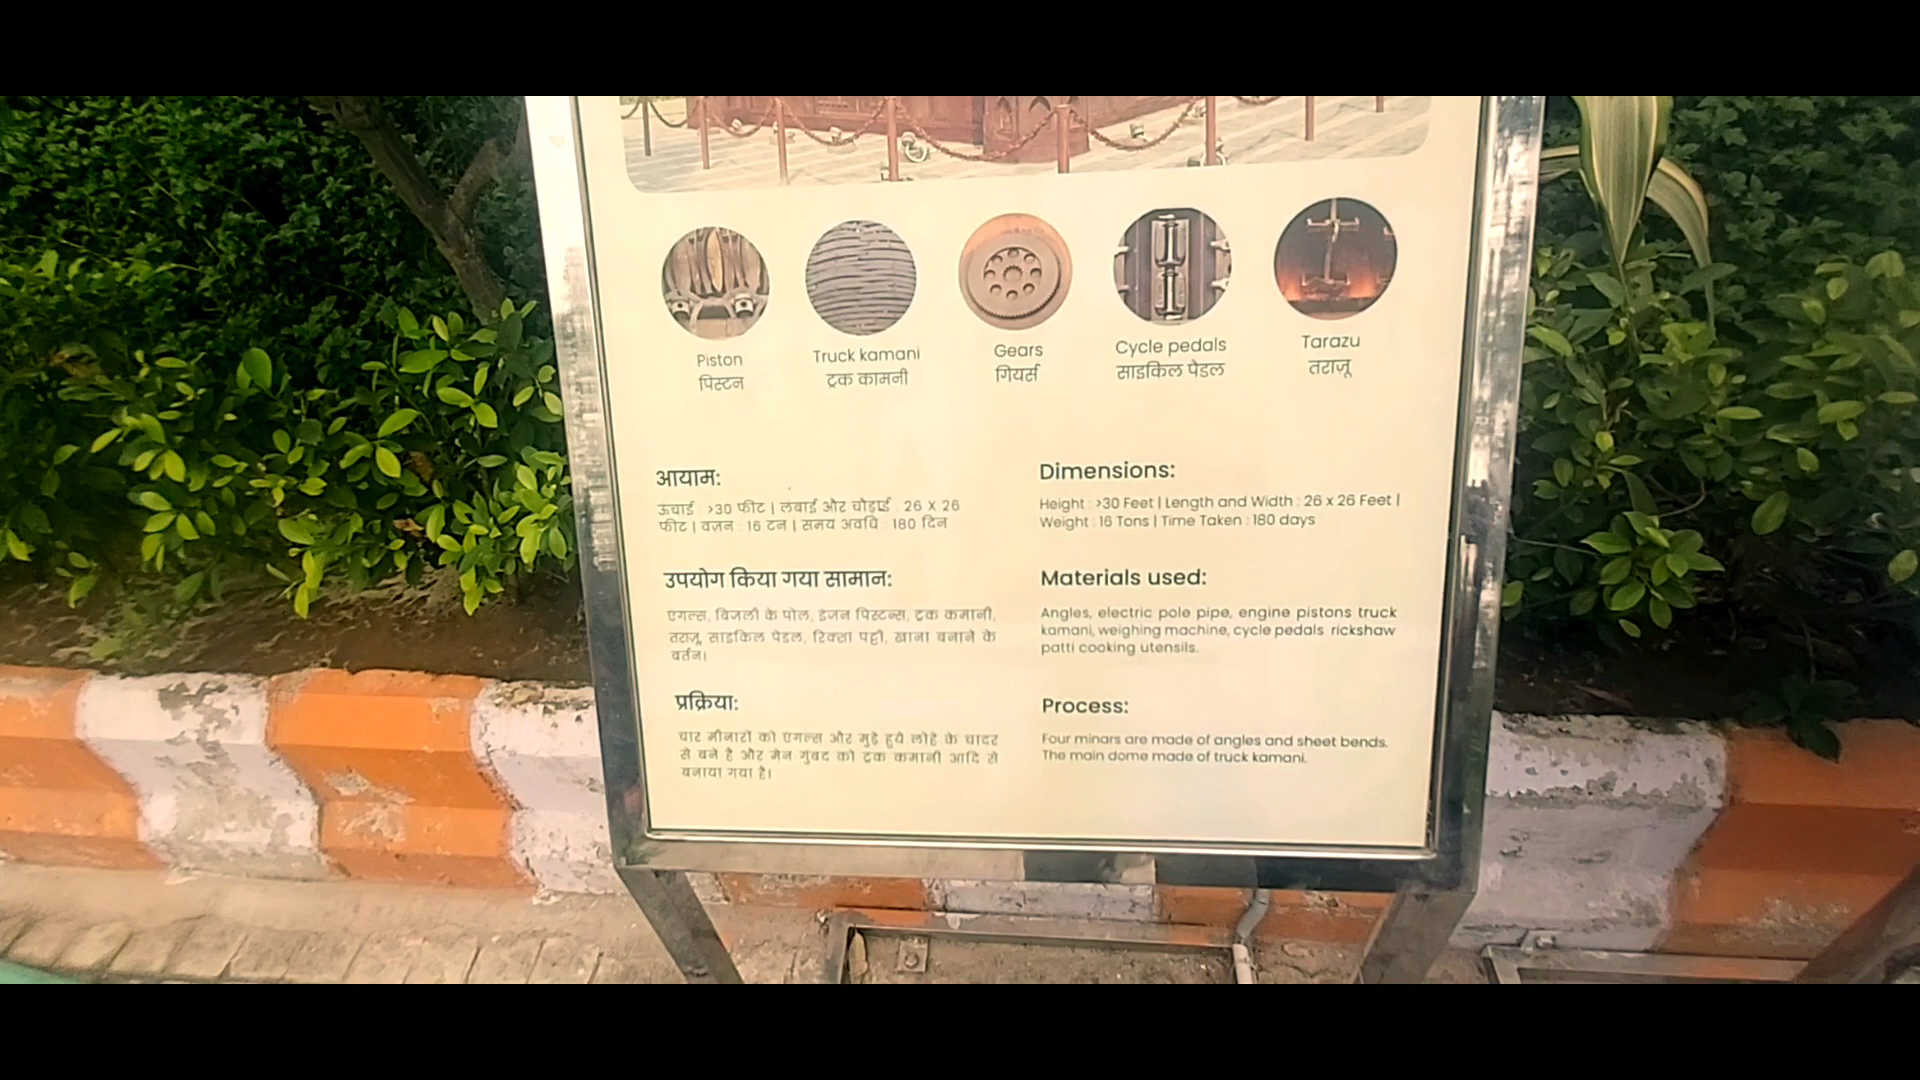 Piston
पिस्टन
Truck kamani
ट्रक कामनी
Gears
गियर्स
Cycle pedals
साइकिल पेडल
Tarazu
तराज़ू
आयाम:
ऊंचाई : >30 फीट | लंबाई और चौड़ाई : 26 X 26
फीट | वज़न : 16 टन | समय अवधि : 180 दिन
उपयोग किया गया सामान:
एंगल्स, बिजली के पोल, इंजन पिस्टन्स, ट्रक कमानी,
तराज़ू, साइकिल पेडल, रिक्शा पट्टी, खाना बनाने के
बर्तन।
प्रक्रिया:
चार मीनारों को एंगल्स और मुड़े हुये लोहे के चादर
से बने है और मेन गुंबद को ट्रक कमानी आदि से
बनाया गया है।
Dimensions:
Height : >30 Feet | Length and Width : 26 x 26 Feet |
Weight : 16 Tons | Time Taken : 180 days
Materials used:
Angles, electric pole pipe, engine pistons truck
kamani, weighing machine, cycle pedals rickshaw
patti cooking utensils.
Process:
Four minars are made of angles and sheet bends.
The main dome made of truck kamani.